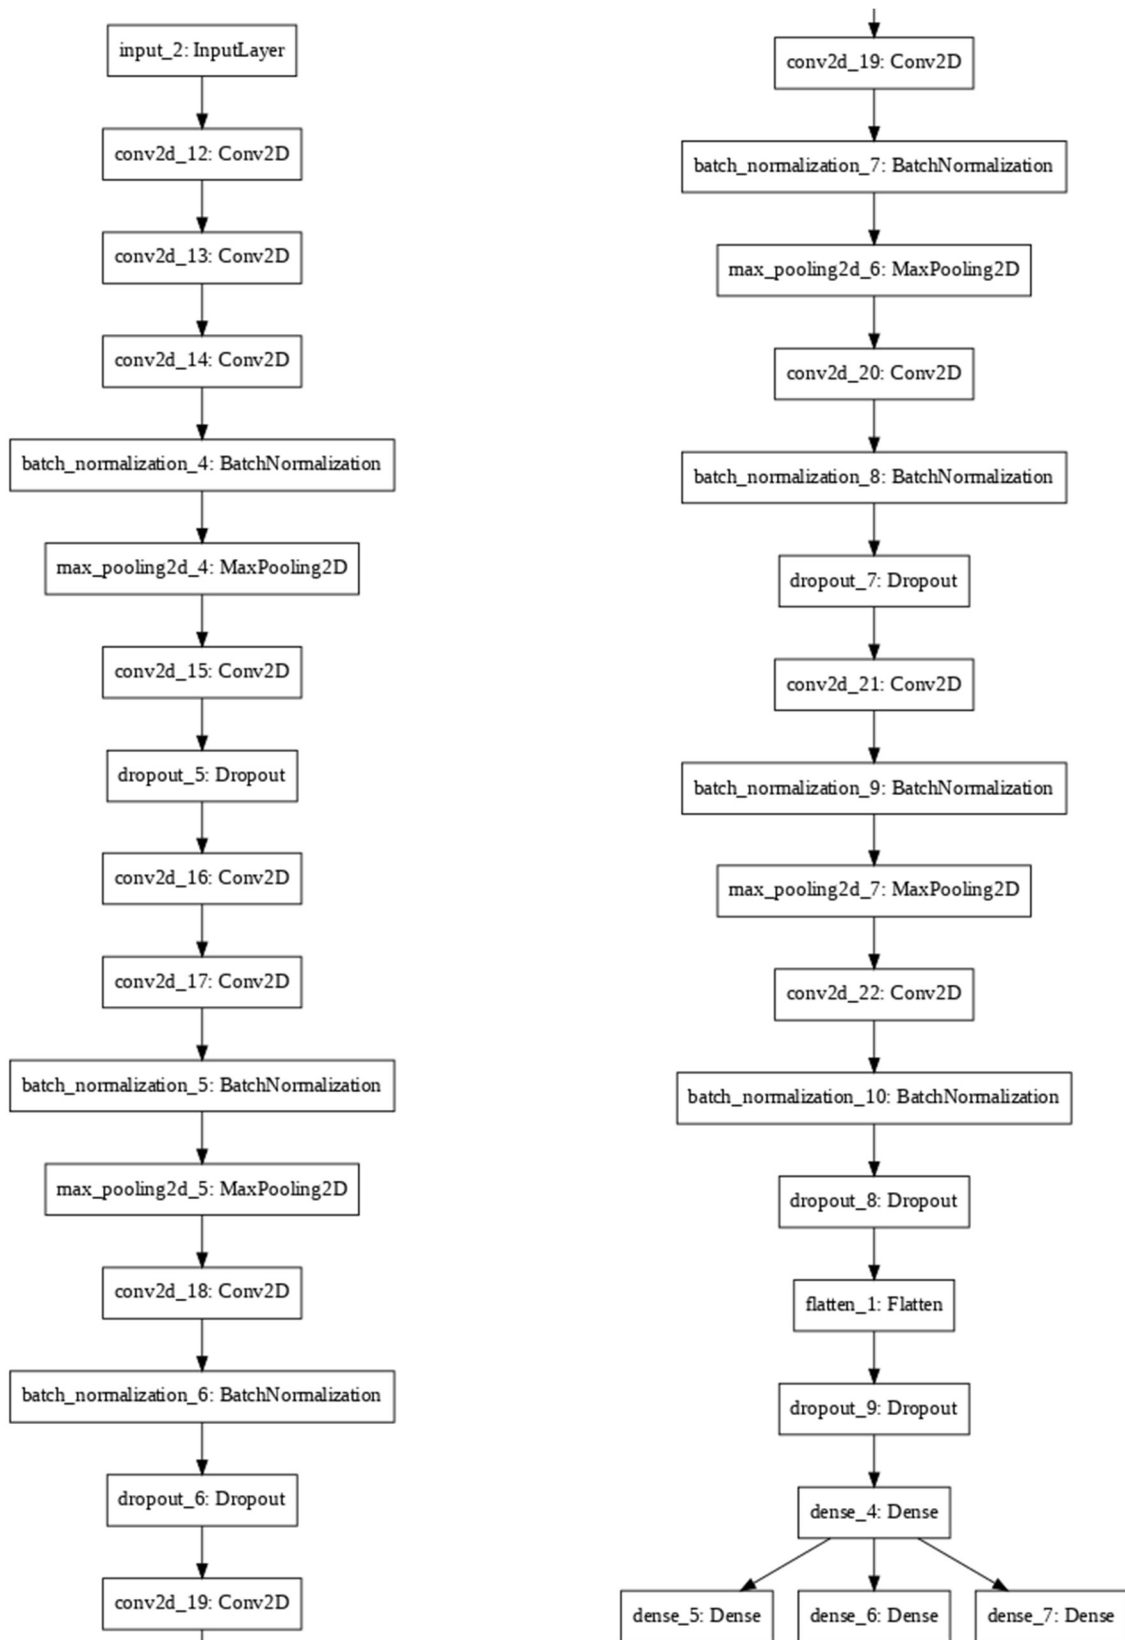 input_2: InputLayer
conv2d_12: Conv2D
conv2d_13: Conv2D
conv2d_14: Conv2D
batch_normalization_4: BatchNormalization
max_pooling2d_4: MaxPooling2D
conv2d_15: Conv2D
dropout_5: Dropout
conv2d_16: Conv2D
conv2d_17: Conv2D
batch_normalization_5: BatchNormalization
max_pooling2d_5: MaxPooling2D
conv2d_18: Conv2D
batch_normalization_6: BatchNormalization
dropout_6: Dropout
conv2d_19: Conv2D
conv2d_19: Conv2D
batch_normalization_7: BatchNormalization
max_pooling2d_6: MaxPooling2D
conv2d_20: Conv2D
batch_normalization_8: BatchNormalization
dropout_7: Dropout
conv2d_21: Conv2D
batch_normalization_9: BatchNormalization
max_pooling2d_7: MaxPooling2D
conv2d_22: Conv2D
batch_normalization_10: BatchNormalization
dropout_8: Dropout
flatten_1: Flatten
dropout_9: Dropout
dense_4: Dense
dense_5: Dense
dense_6: Dense
dense_7: Dense